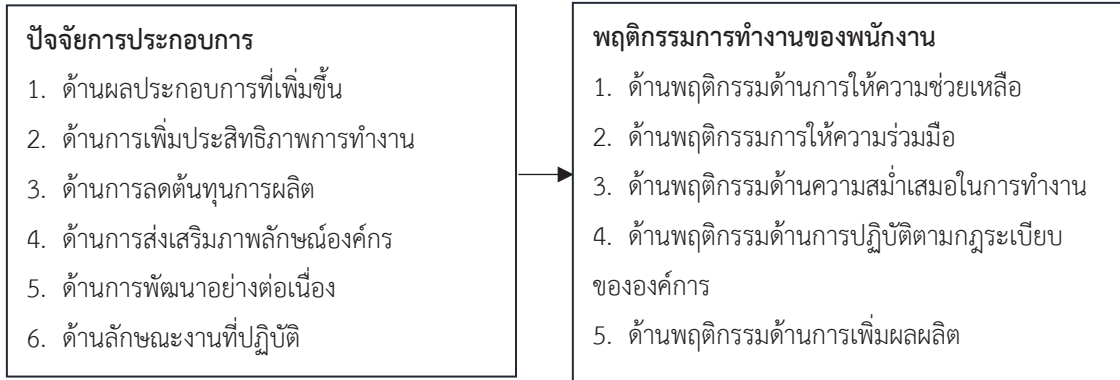 ปัจจัยการประกอบการ
1. ด้านผลประกอบการที่เพิ่มขึ้น
2. ด้านการเพิ่มประสิทธิภาพการทำงาน
3. ด้านการลดต้นทุนการผลิต
4. ด้านการส่งเสริมภาพลักษณ์องค์กร
5. ด้านการพัฒนาอย่างต่อเนื่อง
6. ด้านลักษณะงานที่ปฏิบัติ
พฤติกรรมการทำงานของพนักงาน
1. ด้านพฤติกรรมด้านการให้ความช่วยเหลือ
2. ด้านพฤติกรรมการให้ความร่วมมือ
3. ด้านพฤติกรรมด้านความสม่ำเสมอในการทำงาน
4. ด้านพฤติกรรมด้านการปฏิบัติตามกฎระเบียบ
ขององค์การ
5. ด้านพฤติกรรมด้านการเพิ่มผลผลิต